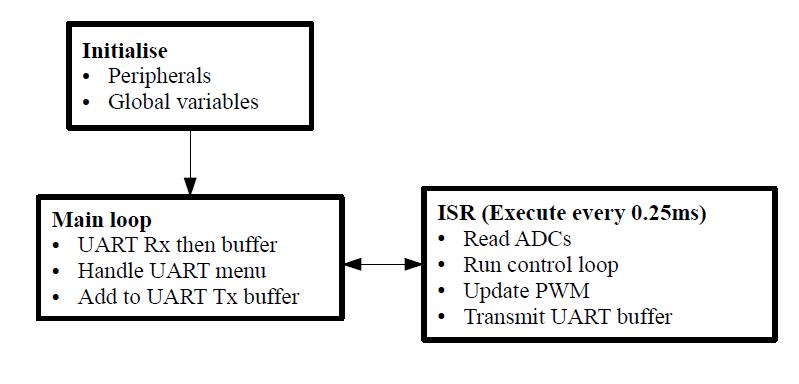 Initialise
• Peripherals
• Global variables
Main loop
• UART Rx then buffer
• Handle UART menu
• Add to UART Tx buffer
ISR (Execute every 0.25ms)
• Read ADCs
• Run control loop
• Update PWM
• Transmit UART buffer